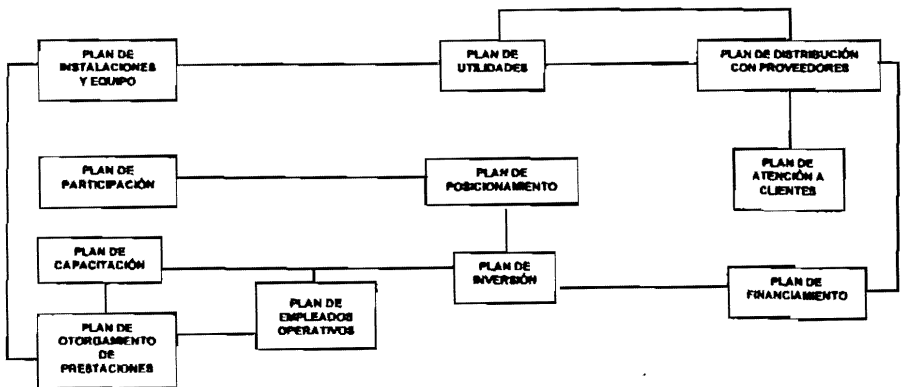 PLAN DE
INSTALACIONES
Y EQUIPO
PLAN DE
UTILIDADES
PLAN DE DISTRIBUCIÓN
CON PROVEEDORES
PLAN DE
PARTICIPACIÓN
PLAN DE
POSICIONAMIENTO
PLAN DE
ATENCIÓN A
CLIENTES
PLAN DE
CAPACITACIÓN
PLAN DE
INVERSIÓN
PLAN DE
FINANCIAMIENTO
PLAN DE
EMPLEADOS
OPERATIVOS
PLAN DE
OTORGAMIENTO
DE
PRESTACIONES